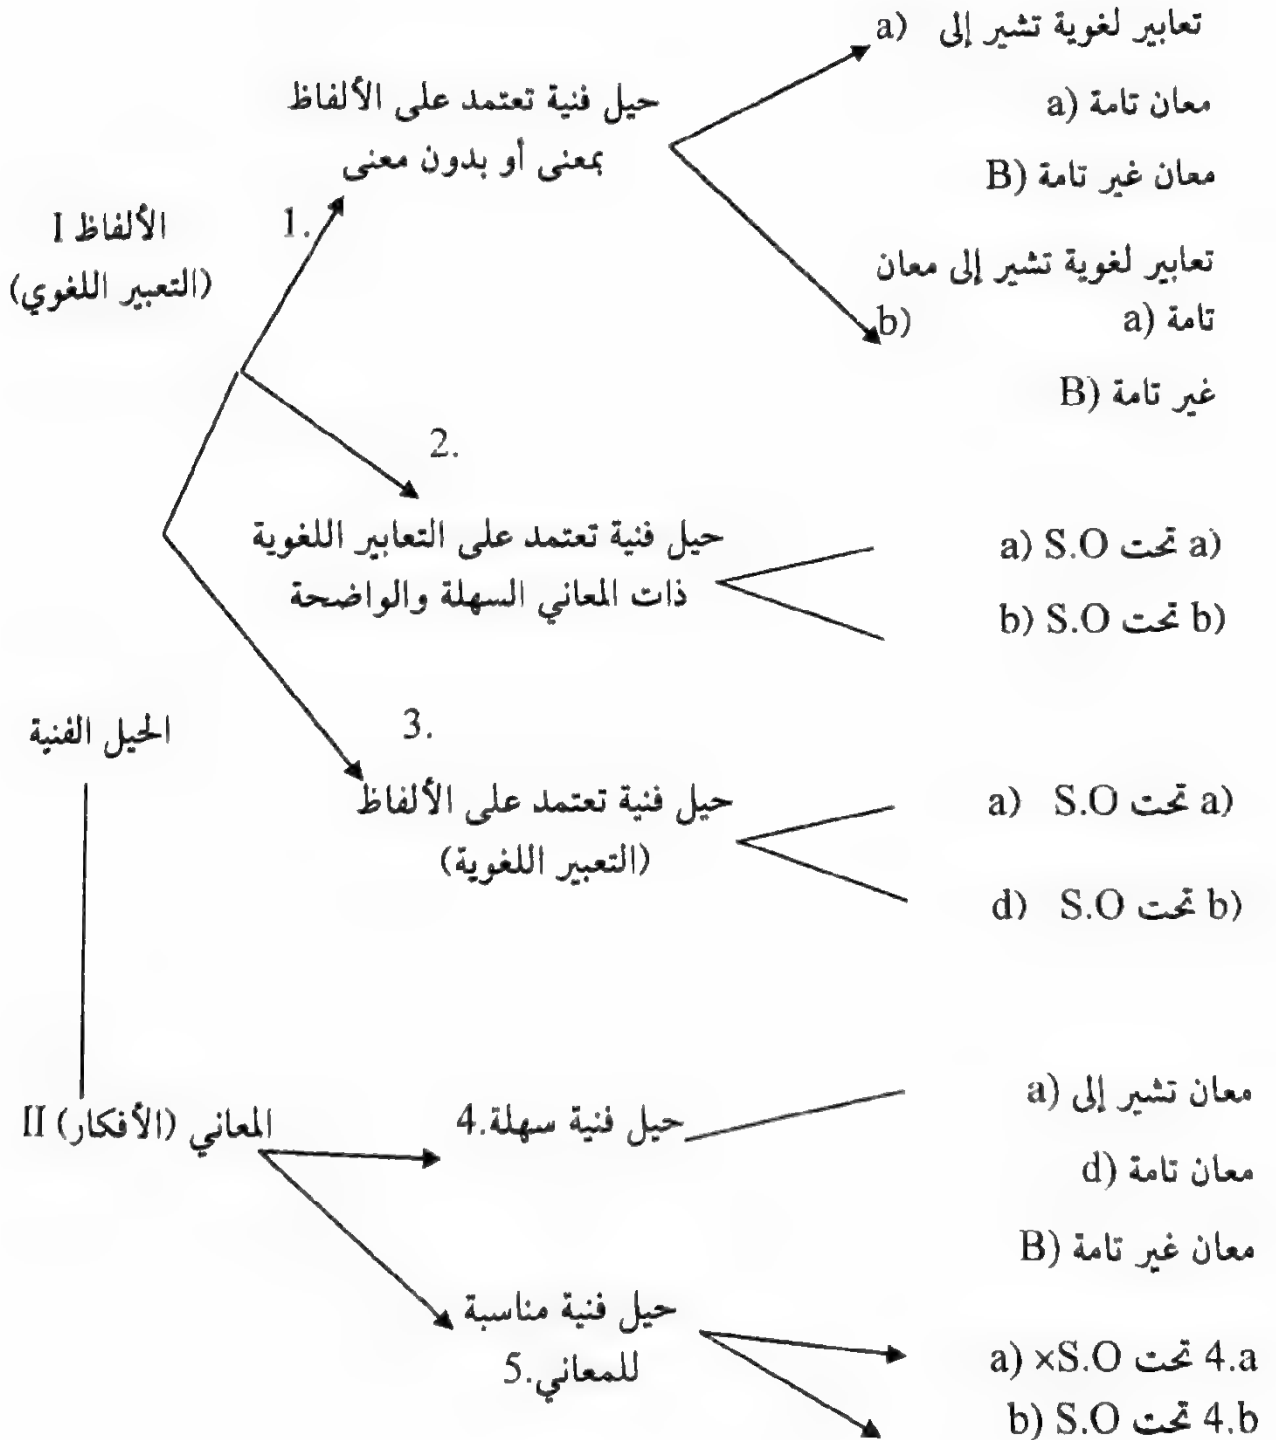 تعابير لغوية تشير إلى (a
حيل فنية تعتمد على الألفاظ
بمعنى أو بدون معنى
معان تامة (a
معان غير تامة (B
الألفاظ I
(التعبير اللغوي)
1.
تعابير لغوية تشير إلى معان
b)
تامة (a
غير تامة (B
2.
حيل فنية تعتمد على التعابير اللغوية
ذات المعاني السهلة والواضحة
a) S.O تحت a)
b) S.O تحت b)
الحيل الفنية
3.
حيل فنية تعتمد على الألفاظ
(التعبير اللغوية)
a) S.O تحت a)
d) S.O تحت b)
المعاني (الأفكار) II
حيل فنية سهلة.4
معان تشير إلى (a
معان تامة (d
معان غير تامة (B
حيل فنية مناسبة
للمعاني.5
a) ×S.O تحت 4.a
b) S.O تحت 4.b